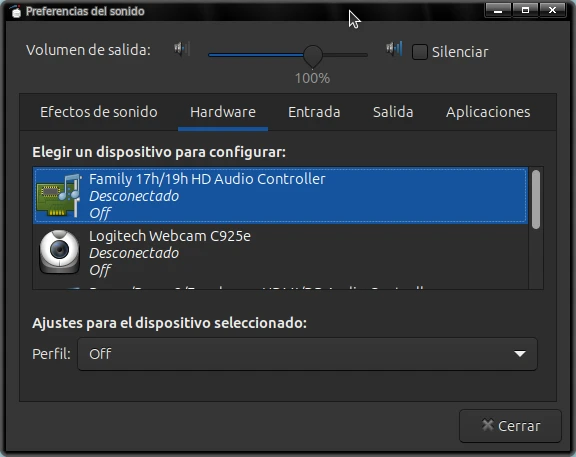 Preferencias del sonido
Volumen de salida:
Silenciar
100%
Efectos de sonido Hardware Entrada Salida Aplicaciones
Elegir un dispositivo para configurar:
Family 17h/19h HD Audio Controller
Desconectado
Off
Logitech Webcam C925e
Desconectado
Off
Ajustes para el dispositivo seleccionado:
Perfil: Off
Cerrar